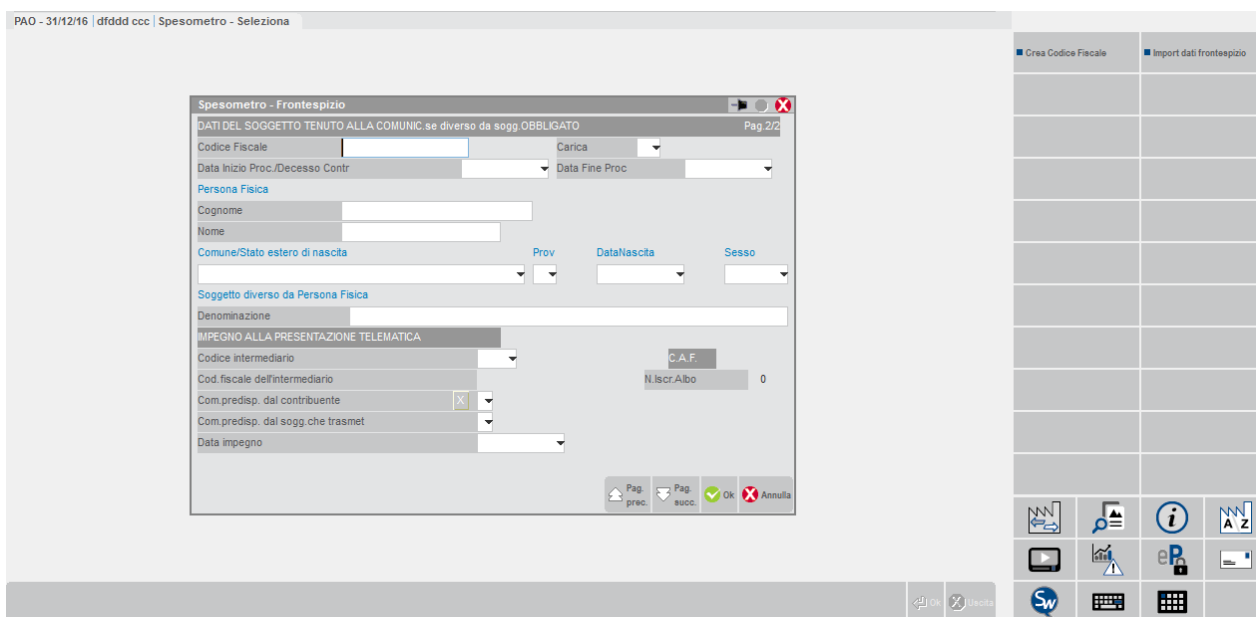 PAO - 31/12/16 | dfddd ccc | Spesometro - Seleziona
Crea Codice Fiscale
Import dati frontespizio
Spesometro - Frontespizio
DATI DEL SOGGETTO TENUTO ALLA COMUNIC.se diverso da sogg.OBBLIGATO Pag.2/2
Codice Fiscale Carica
Data Inizio Proc./Decesso Contr Data Fine Proc
Persona Fisica
Cognome
Nome
Comune/Stato estero di nascita Prov DataNascita Sesso
Soggetto diverso da Persona Fisica
Denominazione
IMPEGNO ALLA PRESENTAZIONE TELEMATICA
Codice intermediario C.A.F.
Cod.fiscale dell'intermediario N.Iscr.Albo 0
Com.predisp. dal contribuente X
Com.predisp. dal sogg.che trasmet
Data impegno
Pag. prec. Pag. succ. Ok Annulla
i
A Z
eP
Ok Uscita
Sw